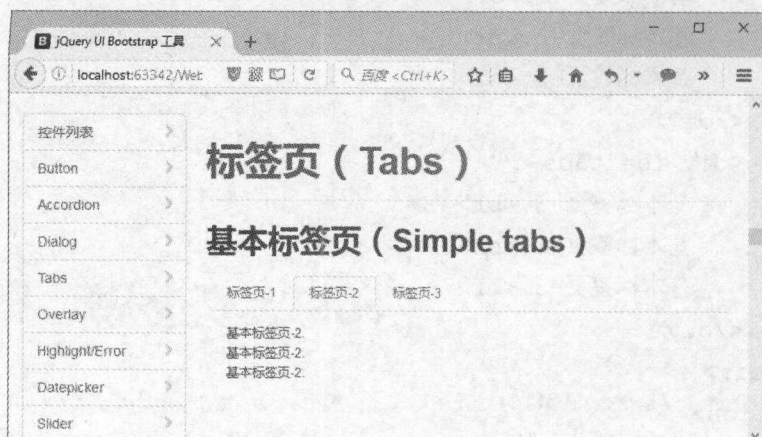 jQuery UI Bootstrap 工具
localhost:63342/Web
百度 <Ctrl+K>
控件列表
Button
Accordion
Dialog
Tabs
Overlay
Highlight/Error
Datepicker
Slider
标签页（Tabs）
基本标签页（Simple tabs）
标签页-1 标签页-2 标签页-3
基本标签页-2.
基本标签页-2.
基本标签页-2.